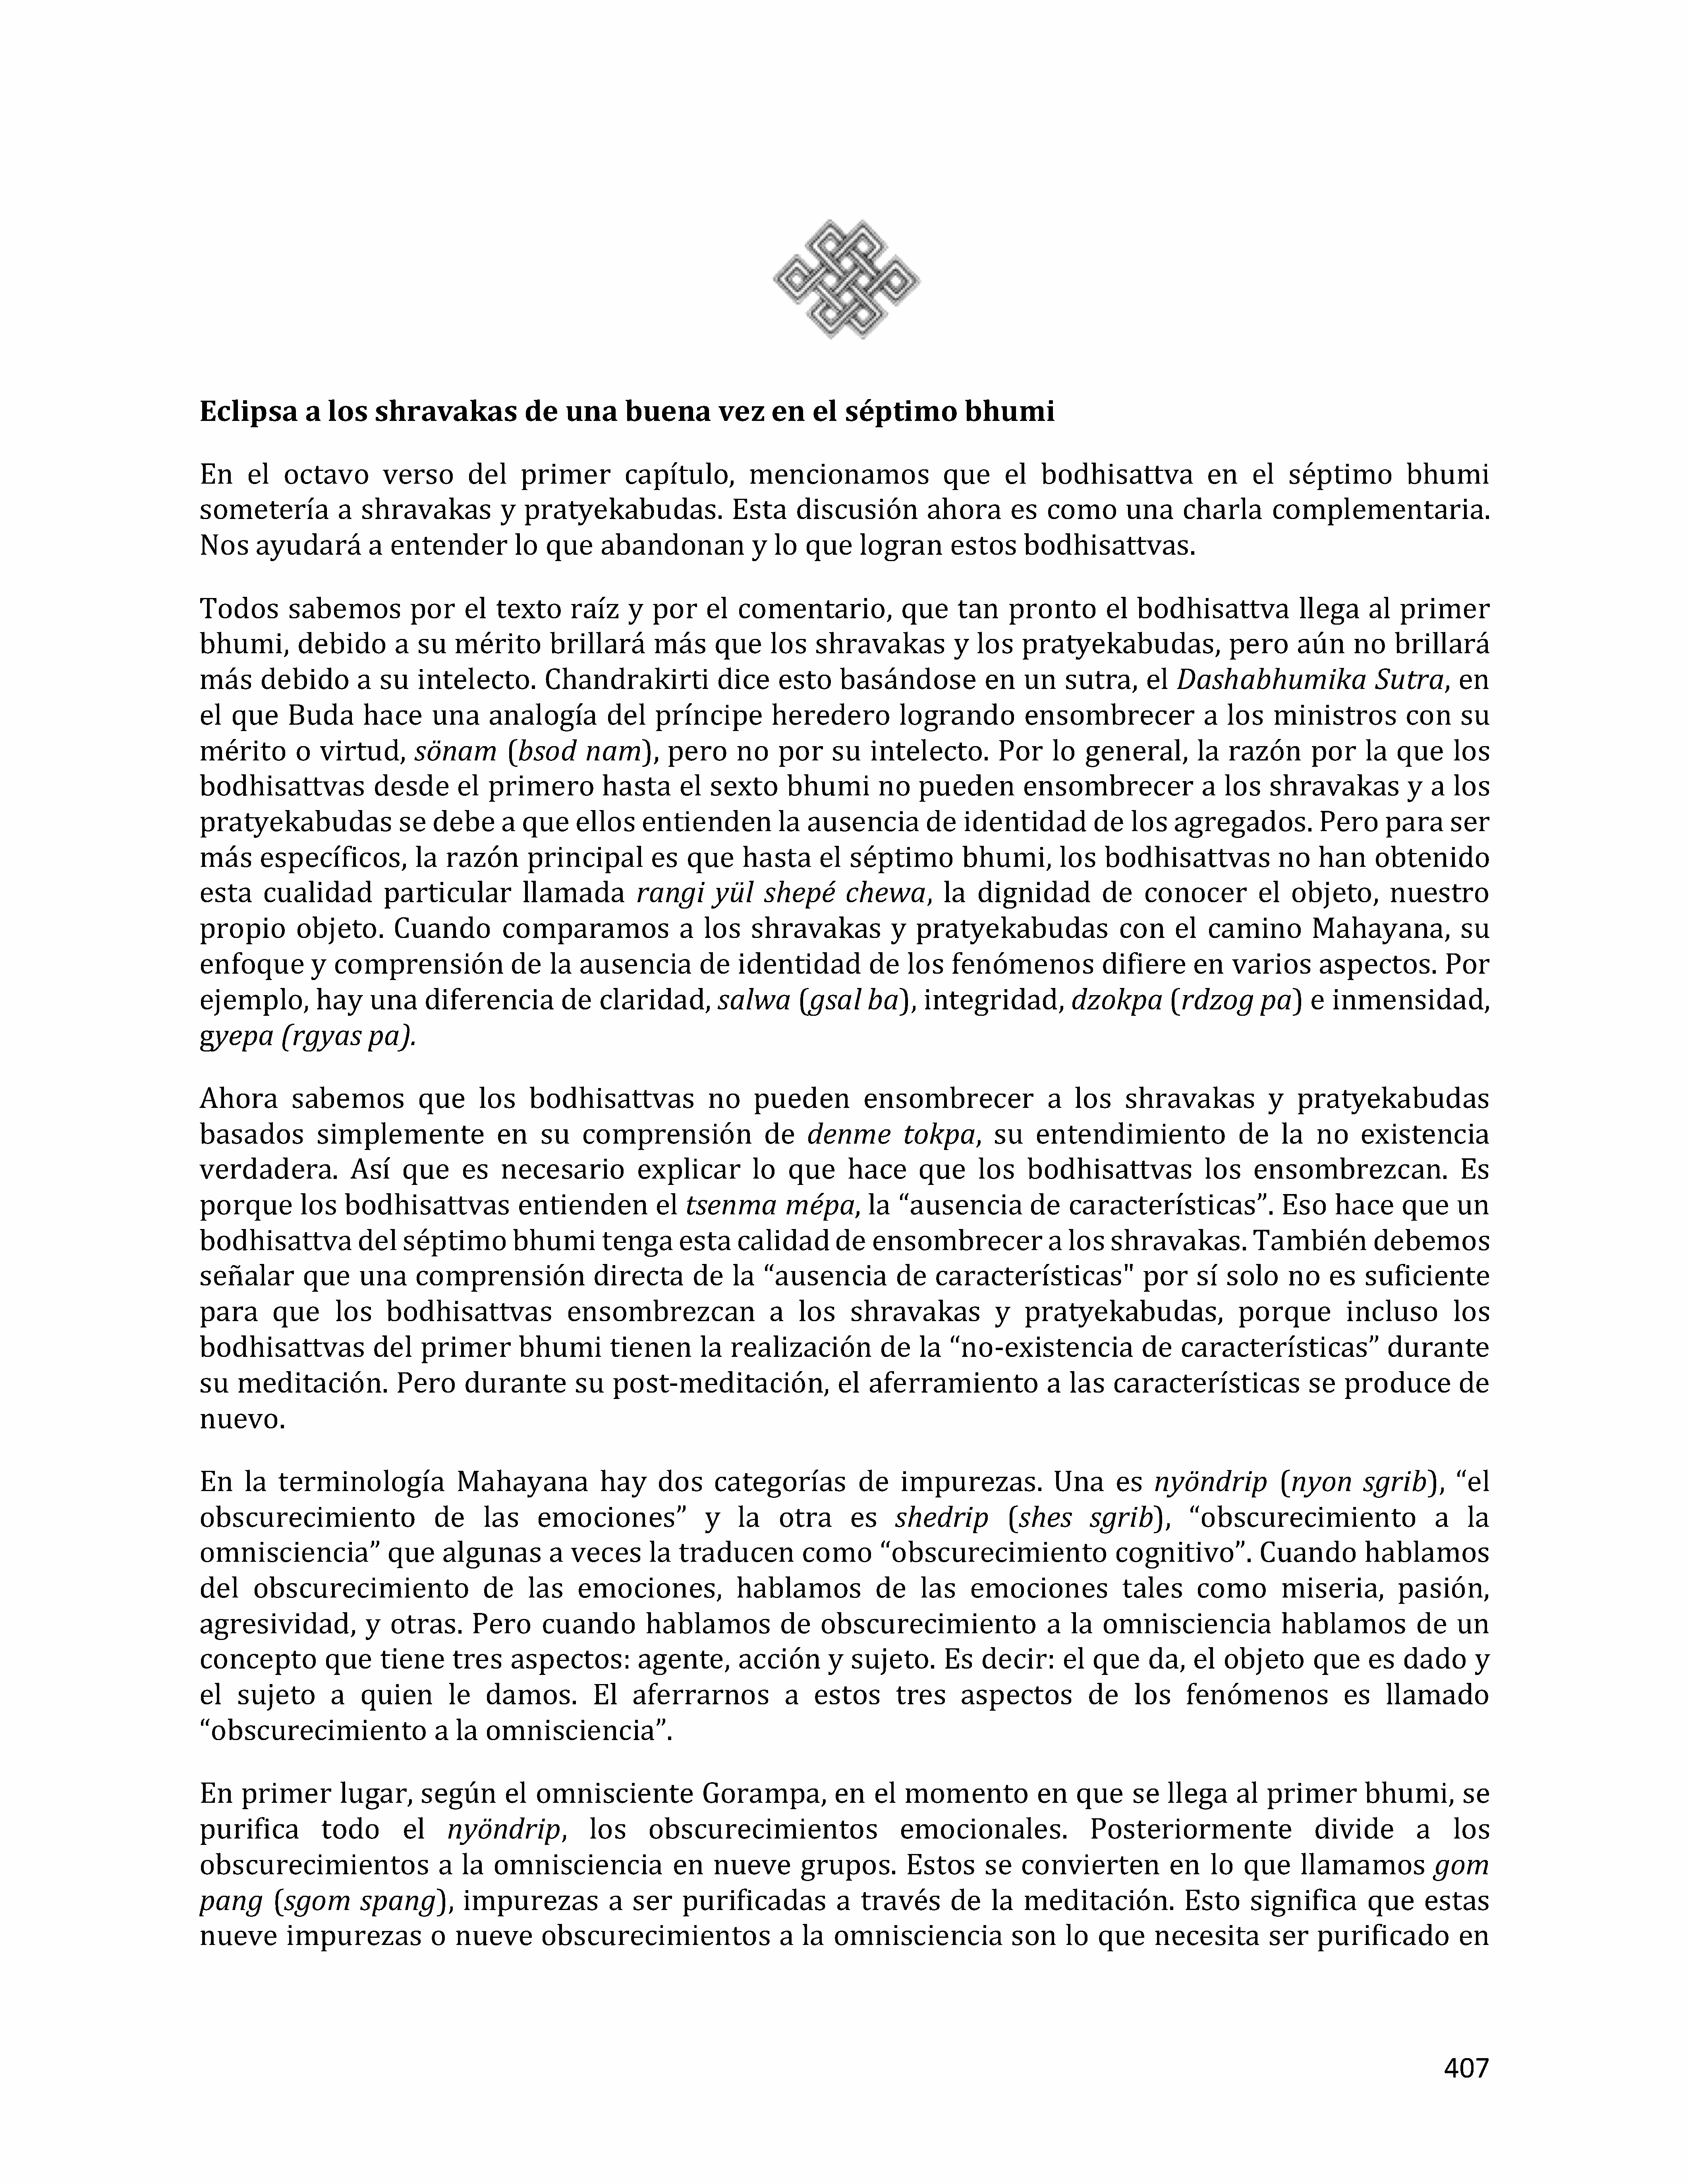 Eclipsa a los shravakas de una buena vez en el séptimo bhumi
En el octavo verso del primer capítulo, mencionamos que el bodhisattva en el séptimo bhumi
sometería a shravakas y pratyekabudas. Esta discusión ahora es como una charla complementaria.
Nos ayudará a entender lo que abandonan y lo que logran estos bodhisattvas.
Todos sabemos por el texto raíz y por el comentario, que tan pronto el bodhisattva llega al primer
bhumi, debido a su mérito brillará más que los shravakas y los pratyekabudas, pero aún no brillará
más debido a su intelecto. Chandrakirti dice esto basándose en un sutra, el Dashabhumika Sutra, en
el que Buda hace una analogía del príncipe heredero logrando ensombrecer a los ministros con su
mérito o virtud, sönam (bsod nam), pero no por su intelecto. Por lo general, la razón por la que los
bodhisattvas desde el primero hasta el sexto bhumi no pueden ensombrecer a los shravakas y a los
pratyekabudas se debe a que ellos entienden la ausencia de identidad de los agregados. Pero para ser
más específicos, la razón principal es que hasta el séptimo bhumi, los bodhisattvas no han obtenido
esta cualidad particular llamada rangi yül shepé chewa, la dignidad de conocer el objeto, nuestro
propio objeto. Cuando comparamos a los shravakas y pratyekabudas con el camino Mahayana, su
enfoque y comprensión de la ausencia de identidad de los fenómenos difiere en varios aspectos. Por
ejemplo, hay una diferencia de claridad, salwa (gsal ba), integridad, dzokpa (rdzog pa) e inmensidad,
gyepa (rgyas pa).
Ahora sabemos que los bodhisattvas no pueden ensombrecer a los shravakas y pratyekabudas
basados simplemente en su comprensión de denme tokpa, su entendimiento de la no existencia
verdadera. Así que es necesario explicar lo que hace que los bodhisattvas los ensombrezcan. Es
porque los bodhisattvas entienden el tsenma mépa, la “ausencia de características”. Eso hace que un
bodhisattva del séptimo bhumi tenga esta calidad de ensombrecer a los shravakas. También debemos
señalar que una comprensión directa de la “ausencia de características" por sí solo no es suficiente
para que los bodhisattvas ensombrezcan a los shravakas y pratyekabudas, porque incluso los
bodhisattvas del primer bhumi tienen la realización de la “no-existencia de características” durante
su meditación. Pero durante su post-meditación, el aferramiento a las características se produce de
nuevo.
En la terminología Mahayana hay dos categorías de impurezas. Una es nyöndrip (nyon sgrib), “el
obscurecimiento de las emociones” y la otra es shedrip (shes sgrib), “obscurecimiento a la
omnisciencia” que algunas a veces la traducen como “obscurecimiento cognitivo”. Cuando hablamos
del obscurecimiento de las emociones, hablamos de las emociones tales como miseria, pasión,
agresividad, y otras. Pero cuando hablamos de obscurecimiento a la omnisciencia hablamos de un
concepto que tiene tres aspectos: agente, acción y sujeto. Es decir: el que da, el objeto que es dado y
el sujeto a quien le damos. El aferrarnos a estos tres aspectos de los fenómenos es llamado
“obscurecimiento a la omnisciencia”.
En primer lugar, según el omnisciente Gorampa, en el momento en que se llega al primer bhumi, se
purifica todo el nyöndrip, los obscurecimientos emocionales. Posteriormente divide a los
obscurecimientos a la omnisciencia en nueve grupos. Estos se convierten en lo que llamamos gom
pang (sgom spang), impurezas a ser purificadas a través de la meditación. Esto significa que estas
nueve impurezas o nueve obscurecimientos a la omnisciencia son lo que necesita ser purificado en
407